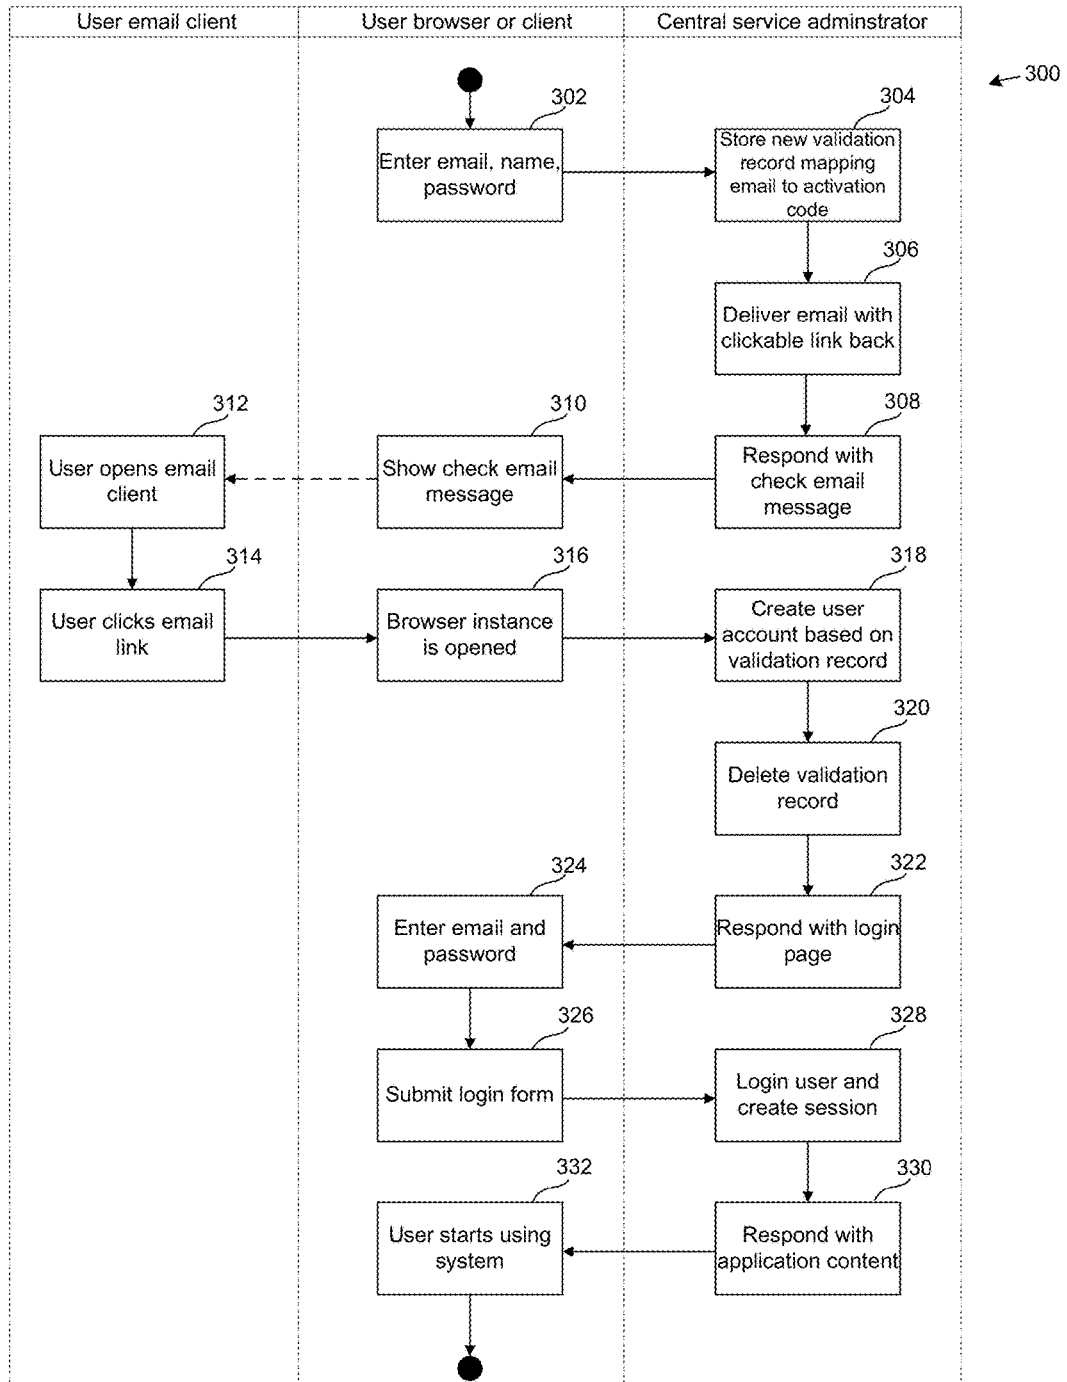 User email client
User browser or client
Central service adminstrator
300
302
304
Enter email, name,
password
Store new validation
record mapping
email to activation
code
306
Deliver email with
clickable link back
312
310
308
User opens email
client
Show check email
message
Respond with
check email
message
314
316
318
User clicks email
link
Browser instance
is opened
Create user
account based on
validation record
320
Delete validation
record
324
322
Enter email and
password
Respond with login
page
326
328
Submit login form
Login user and
create session
332
330
User starts using
system
Respond with
application content